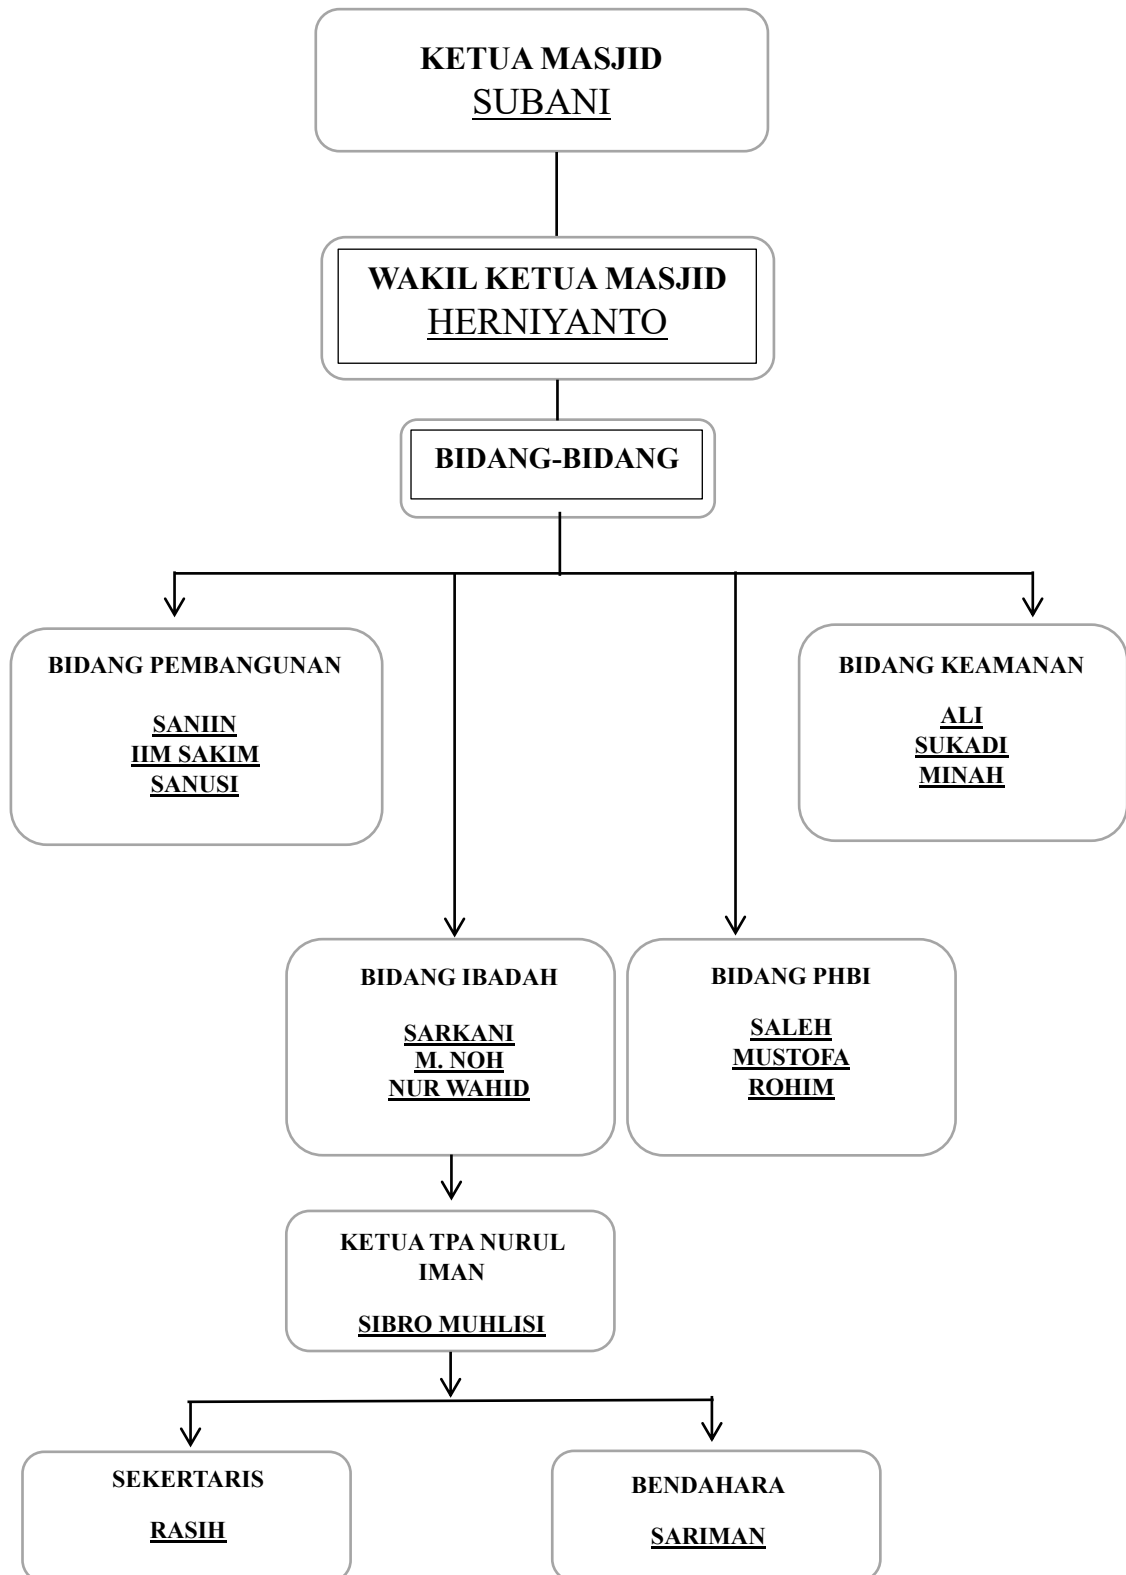 KETUA MASJID
SUBANI
WAKIL KETUA MASJID
HERNIYANTO
BIDANG-BIDANG
BIDANG PEMBANGUNAN
SANIIN
IIM SAKIM
SANUSI
BIDANG KEAMANAN
ALI
SUKADI
MINAH
BIDANG IBADAH
SARKANI
M. NOH
NUR WAHID
BIDANG PHBI
SALEH
MUSTOFA
ROHIM
KETUA TPA NURUL
IMAN
SIBRO MUHLISI
SEKERTARIS
RASIH
BENDAHARA
SARIMAN